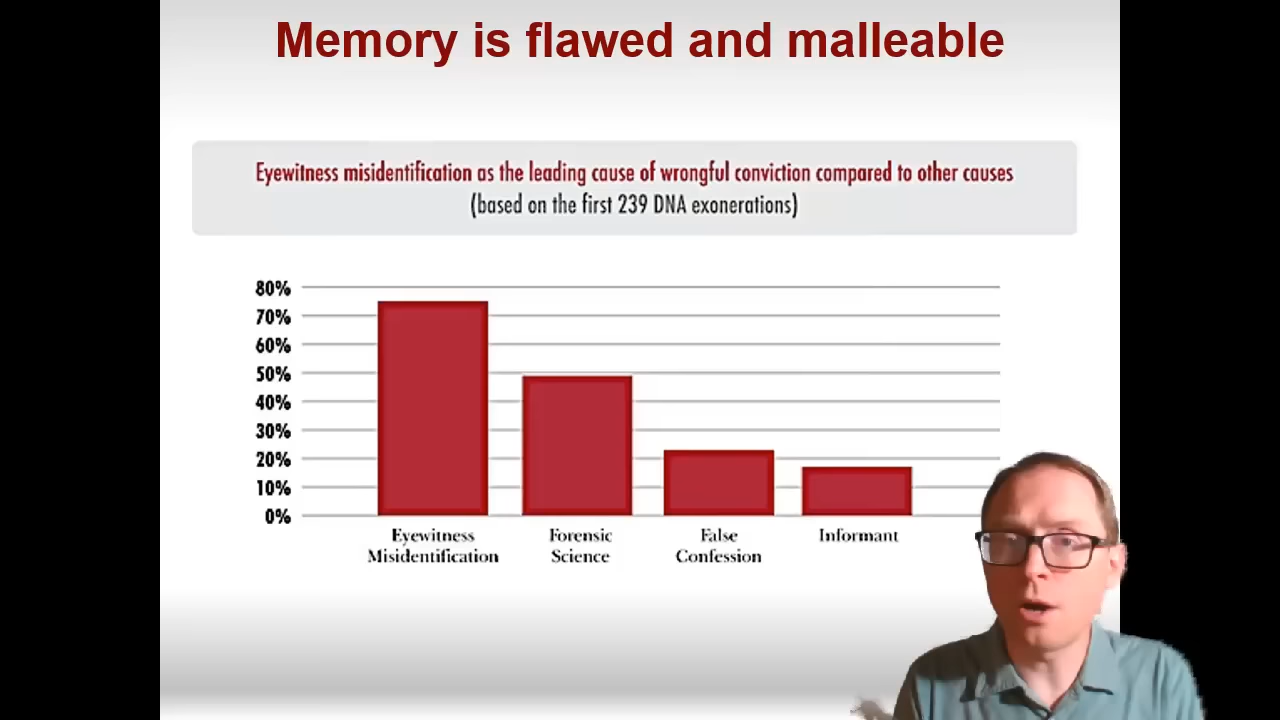 Memory is flawed and malleable
Eyewitness misidentification as the leading cause of wrongful conviction compared to other causes
(based on the first 239 DNA exonerations)
80%
70%
60%
50%
40%
30%
20%
10%
0%
Eyewitness
Misidentification
Forensic
Science
False
Confession
Informant